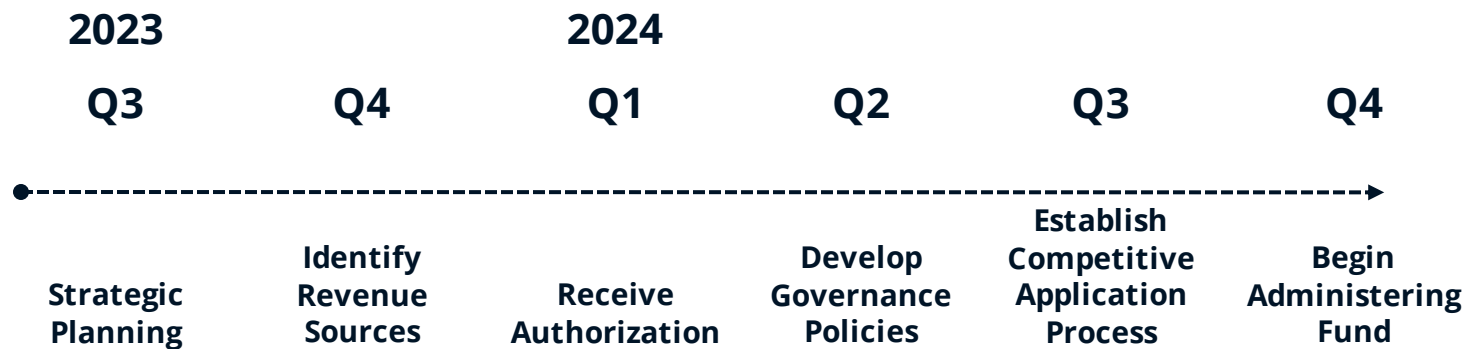 2023
2024
Q3
Q4
Q1
Q2
Q3
Q4
Strategic
Planning
Identify
Revenue
Sources
Receive
Authorization
Develop
Governance
Policies
Establish
Competitive
Application
Process
Begin
Administering
Fund